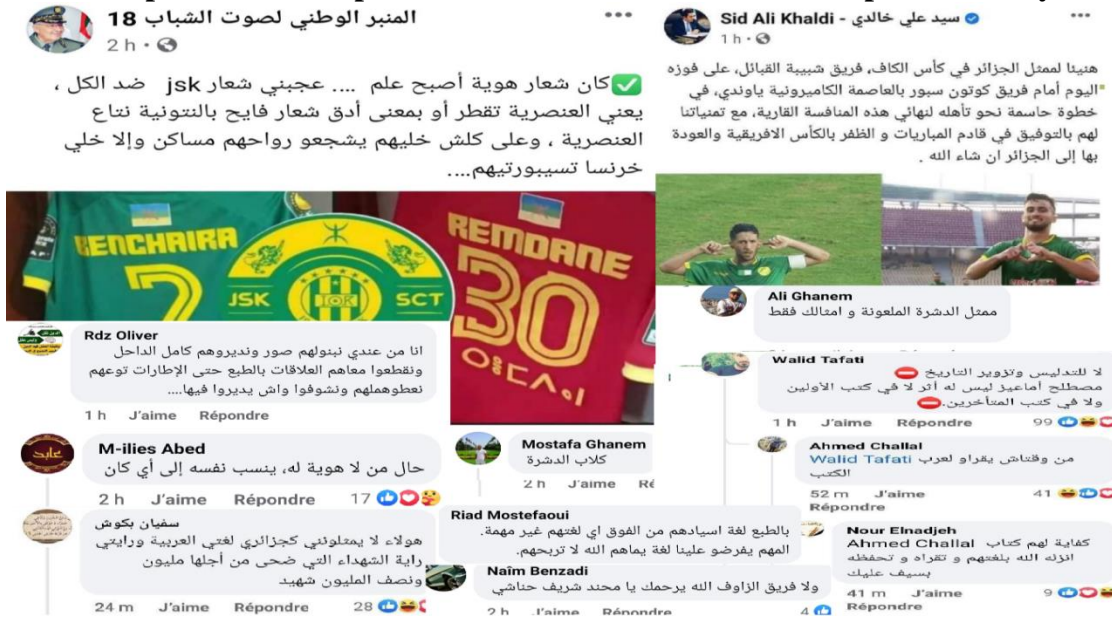 المنبر الوطني لصوت الشباب 18
2 h
✅كان شعار هوية أصبح علم .... عجبني شعار jsk ضد الكل ،
يعني العنصرية تقطر أو بمعنى أدق شعار فايح بالنتونية نتاع
العنصرية ، وعلى كلش خليهم يشجعو رواحهم مساكن وإلا خلي
خرنسا تسيبورتيهم....
BENCHAIRA
7
JSK
SCT
REMDANE
30
Rdz Oliver
انا من عندي نبنولهم صور ونديروهم كامل الداخل
ونقطعوا معاهم العلاقات بالطبع حتى الإطارات توعهم
نعطوهملهم ونشوفوا واش يديروا فيها....
1 h J'aime Répondre
M-ilies Abed
حال من لا هوية له، ينسب نفسه إلى أي كان
2 h J'aime Répondre 17
عابد
سفيان بكوش
هولاء لا يمثلونني كجزائري لغتي العربية ورايتي
راية الشهداء التي ضحى من أجلها مليون
ونصف المليون شهيد
24 m J'aime Répondre 28
Mostafa Ghanem
كلاب الدشرة
2 h J'aime Ré
Riad Mostefaoui
بالطبع لغة اسيادهم من الفوق اي لغتهم غير مهمة.
المهم يفرضو علينا لغة يماهم الله لا تربحهم.
Naîm Benzadi
ولا فريق الزاوف الله يرحمك يا محند شريف حناشي
2 h J'aime Répondre 4
Sid Ali Khaldi - سيد علي خالدي
1 h
هنيئا لممثل الجزائر في كأس الكاف، فريق شبيبة القبائل، على فوزه
اليوم أمام فريق كوتون سبور بالعاصمة الكاميرونية ياوندي، في
خطوة حاسمة نحو تأهله لنهائي هذه المنافسة القارية، مع تمنياتنا
لهم بالتوفيق في قادم المباريات و الظفر بالكأس الافريقية والعودة
بها إلى الجزائر ان شاء الله .
Ali Ghanem
ممثل الدشرة الملعونة و امثالك فقط
Walid Tafati
لا للتدليس وتزوير التاريخ ⛔
مصطلح أماعيز ليس له أثر لا في كتب الأولين
ولا في كتب المتأخرين.⛔
1 h J'aime Répondre 99
Ahmed Challal
Walid Tafati من وقتاش يقراو لعرب
الكتب
52 m J'aime 41
Répondre
Nour Elnadjeh
Ahmed Challal كفاية لهم كتاب
انزله الله بلغتهم و تقراه و تحفظه
بسيف عليك
41 m J'aime 9
Répondre